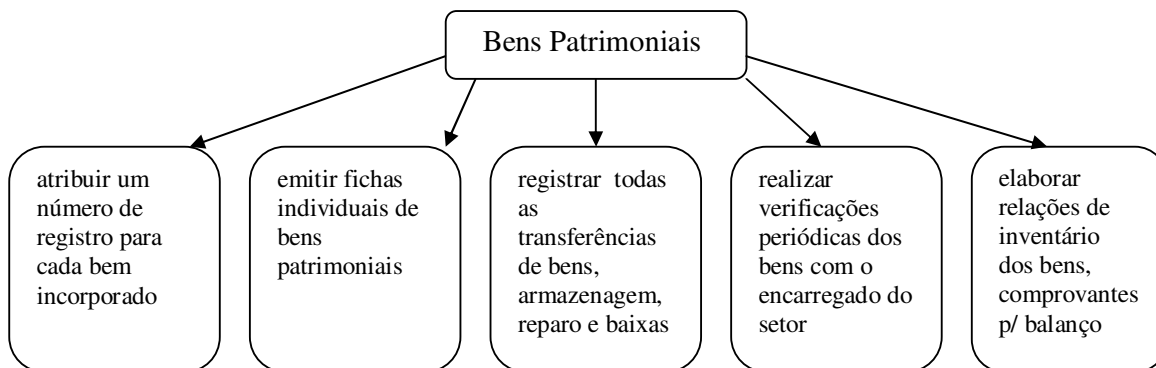 Bens Patrimoniais
atribuir um
número de
registro para
cada bem
incorporado
emitir fichas
individuais de
bens
patrimoniais
registrar todas
as
transferências
de bens,
armazenagem,
reparo e baixas
realizar
verificações
periódicas dos
bens com o
encarregado do
setor
elaborar
relações de
inventário
dos bens,
comprovantes
p/ balanço